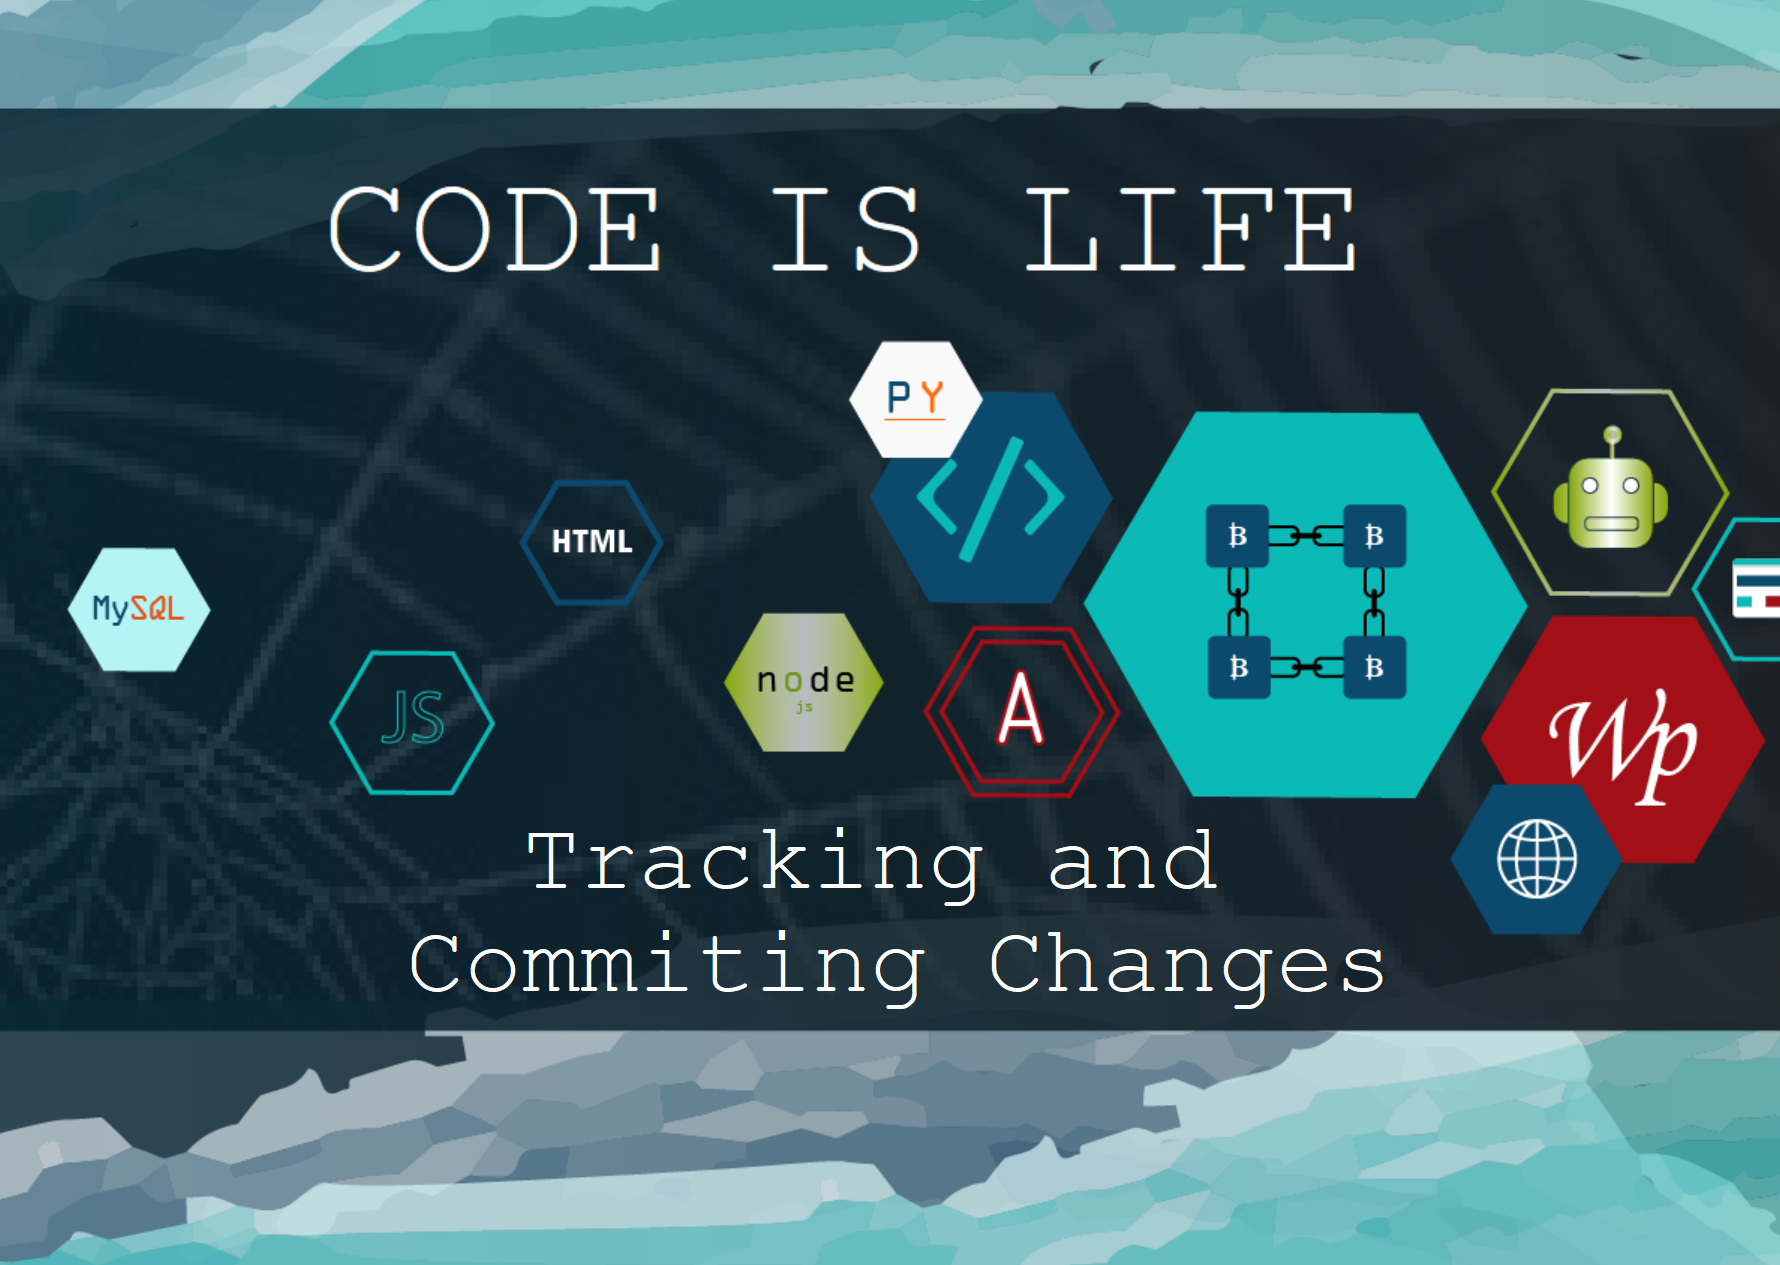 CODE IS LIFE
PY
HTML
MySQL
JS
node
js
A
Wp
Tracking and
Commiting Changes